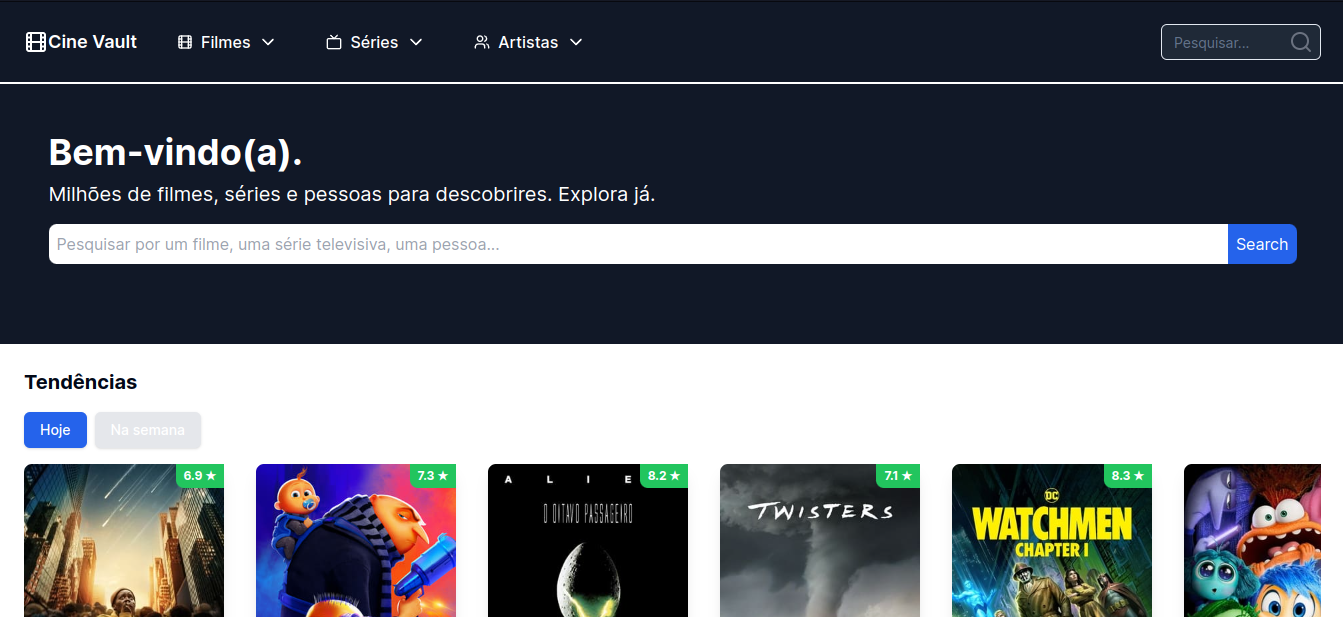 Cine Vault Filmes Séries Artistas Pesquisar...
Bem-vindo(a).
Milhões de filmes, séries e pessoas para descobrires. Explora já.
Pesquisar por um filme, uma série televisiva, uma pessoa... Search
Tendências
Hoje Na semana
6.9 ★ 7.3 ★ 8.2 ★ 7.1 ★ 8.3 ★
A L I E
O OITAVO PASSAGEIRO
TWISTERS
DC
WATCHMEN
CHAPTER I